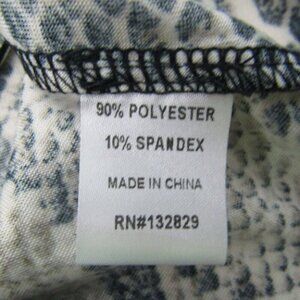 90% POLYESTER
10% SPANDEX
MADE IN CHINA
RN#132829